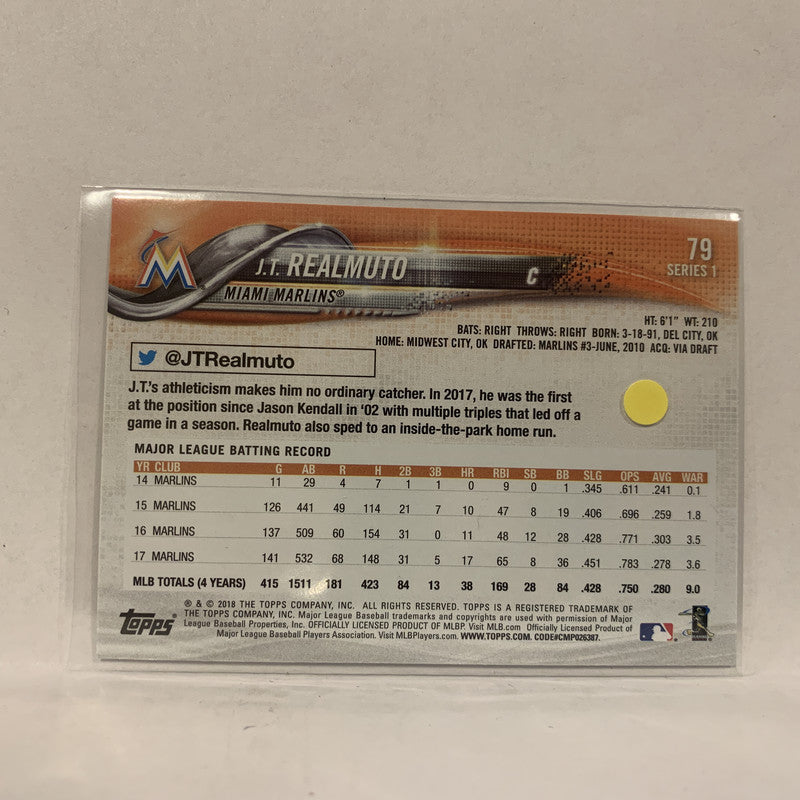 M
J.T. REALMUTO
MIAMI MARLINS®
C
79
SERIES 1
HT: 6'1" WT: 210
BATS: RIGHT THROWS: RIGHT BORN: 3-18-91, DEL CITY, OK
HOME: MIDWEST CITY, OK DRAFTED: MARLINS #3-JUNE, 2010 ACQ: VIA DRAFT
@JTRealmuto
J.T.'s athleticism makes him no ordinary catcher. In 2017, he was the first
at the position since Jason Kendall in '02 with multiple triples that led off a
game in a season. Realmuto also sped to an inside-the-park home run.
MAJOR LEAGUE BATTING RECORD
YR CLUB G AB R H 2B 3B HR RBI SB BB SLG OPS AVG WAR
14 MARLINS 11 29 4 7 1 1 0 9 0 1 .345 .611 .241 0.1
15 MARLINS 126 441 49 114 21 7 10 47 8 19 .406 .696 .259 1.8
16 MARLINS 137 509 60 154 31 0 11 48 12 28 .428 .771 .303 3.5
17 MARLINS 141 532 68 148 31 5 17 65 8 36 .451 .783 .278 3.6
MLB TOTALS (4 YEARS) 415 1511 181 423 84 13 38 169 28 84 .428 .750 .280 9.0
TOPPS
® & © 2018 THE TOPPS COMPANY, INC. ALL RIGHTS RESERVED. TOPPS IS A REGISTERED TRADEMARK OF
THE TOPPS COMPANY, INC. Major League Baseball trademarks and copyrights are used with permission of Major
League Baseball Properties, Inc. OFFICIALLY LICENSED PRODUCT OF MLBP. Visit MLB.com Officially Licensed Product of
Major League Baseball Players Association. Visit MLBPlayers.com. WWW.TOPPS.COM. CODE#CMP026387.